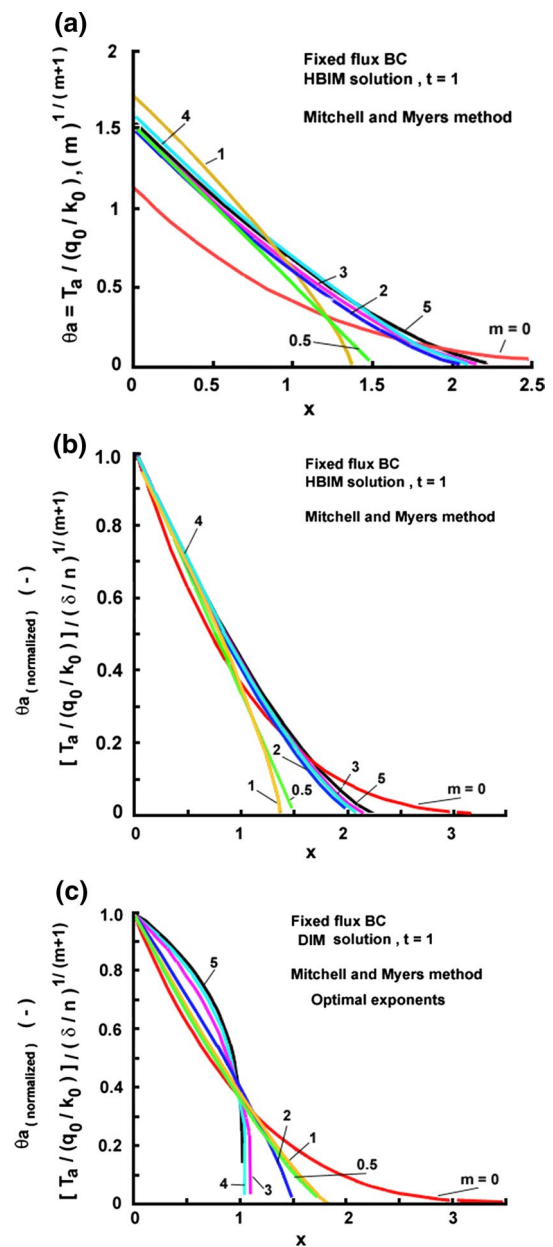 (a)
Fixed flux BC
HBIM solution , t = 1
Mitchell and Myers method
θa = Ta / (q0 / k0) , ( m ) 1 / ( m+1 )
2
1.5
1
0.5
0
4
1
3
2
5
0.5
m = 0
0 0.5 1 1.5 2 2.5
x
(b)
Fixed flux BC
HBIM solution , t = 1
Mitchell and Myers method
θa ( normalized ) (-)
[ Ta / (q0 / k0 ) ] / ( δ / n ) 1/ (m+1)
1.0
0.8
0.6
0.4
0.2
0
4
2
3
1
0.5
5
m = 0
0 1 2 3
x
(c)
Fixed flux BC
DIM solution , t = 1
Mitchell and Myers method
Optimal exponents
θa ( normalized ) (-)
[ Ta / (q0 / k0 ) ] / ( δ / n ) 1/ (m+1)
1.0
0.8
0.6
0.4
0.2
0
5
2
1
0.5
m = 0
4
3
0 1 2 3
x